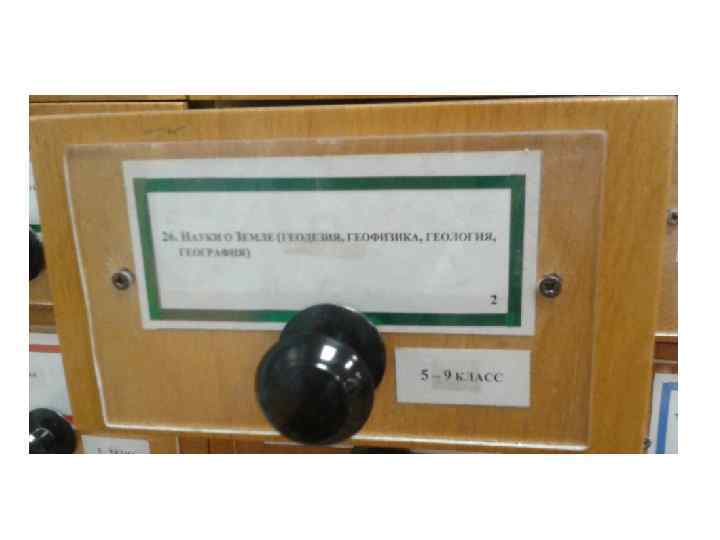 26. Науки о Земле (геодезия, геофизика, геология,
география)
2
5 – 9 класс